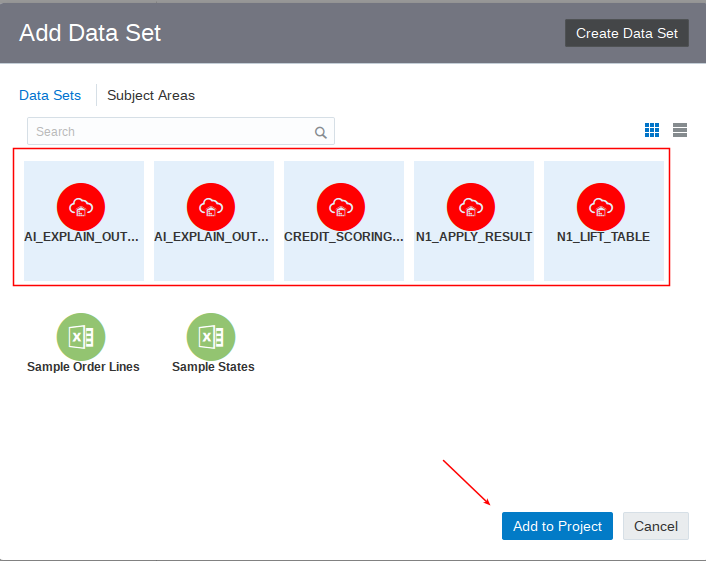 Add Data Set
Create Data Set
Data Sets
Subject Areas
Search
AI_EXPLAIN_OUT...
AI_EXPLAIN_OUT...
CREDIT_SCORING...
N1_APPLY_RESULT
N1_LIFT_TABLE
Sample Order Lines
Sample States
Add to Project
Cancel